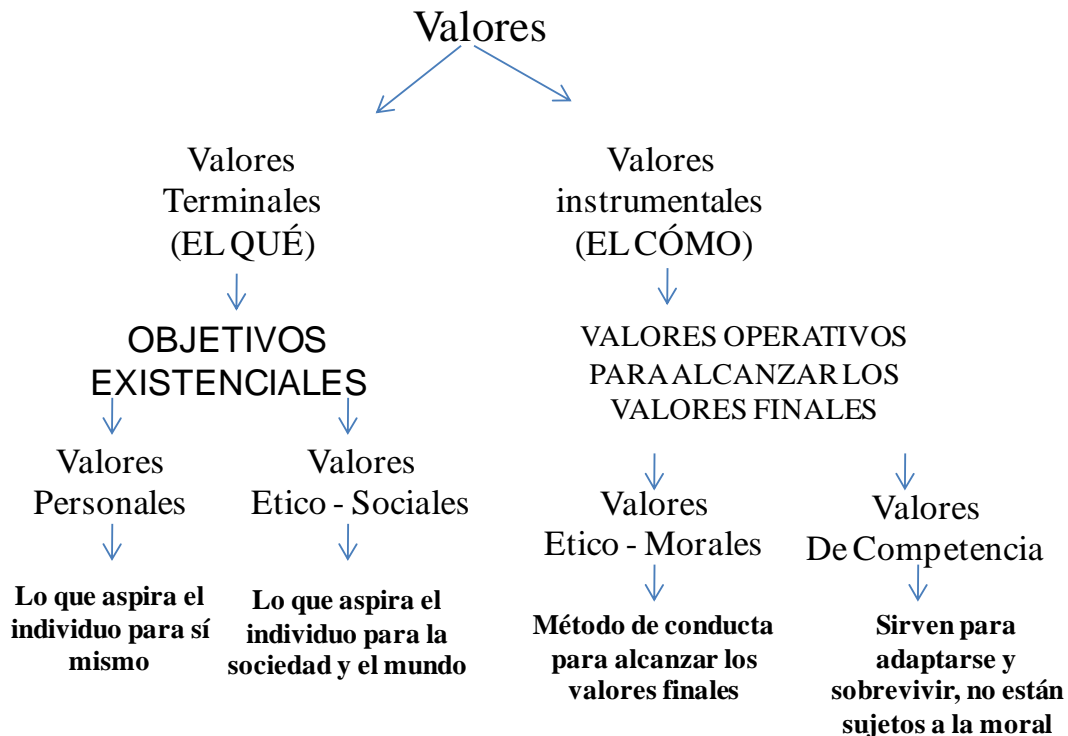 Valores
Valores
Terminales
(EL QUÉ)
Valores
instrumentales
(EL CÓMO)
OBJETIVOS
EXISTENCIALES
VALORES OPERATIVOS
PARA ALCANZAR LOS
VALORES FINALES
Valores
Personales
Valores
Etico - Sociales
Valores
Etico - Morales
Valores
De Competencia
Lo que aspira el
individuo para sí
mismo
Lo que aspira el
individuo para la
sociedad y el mundo
Método de conducta
para alcanzar los
valores finales
Sirven para
adaptarse y
sobrevivir, no están
sujetos a la moral